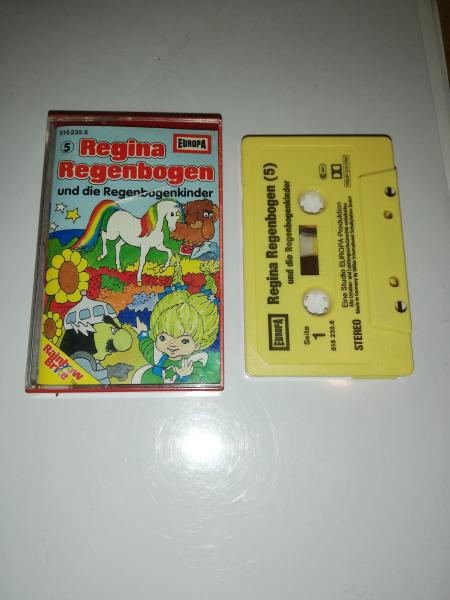 515 235.6
EUROPA
5 Regina
Regenbogen
und die Regenbogenkinder
Rainbow
Brite
Regina Regenbogen (5)
und die Regenbogenkinder
EUROPA
Seite
1
515 235.6
Eine Studio EUROPA-Produktion
STEREO